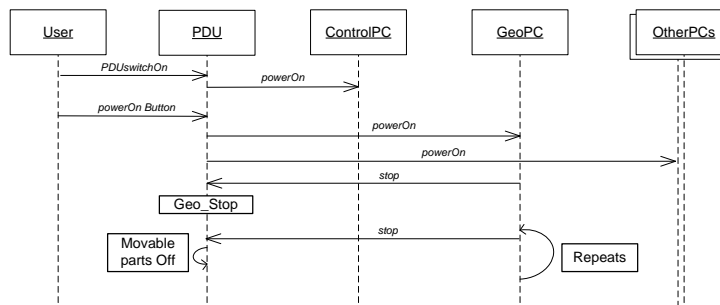 User
PDU
ControlPC
GeoPC
OtherPCs
PDUswitchOn
powerOn
powerOn Button
powerOn
powerOn
stop
Geo_Stop
stop
Movable
parts Off
Repeats